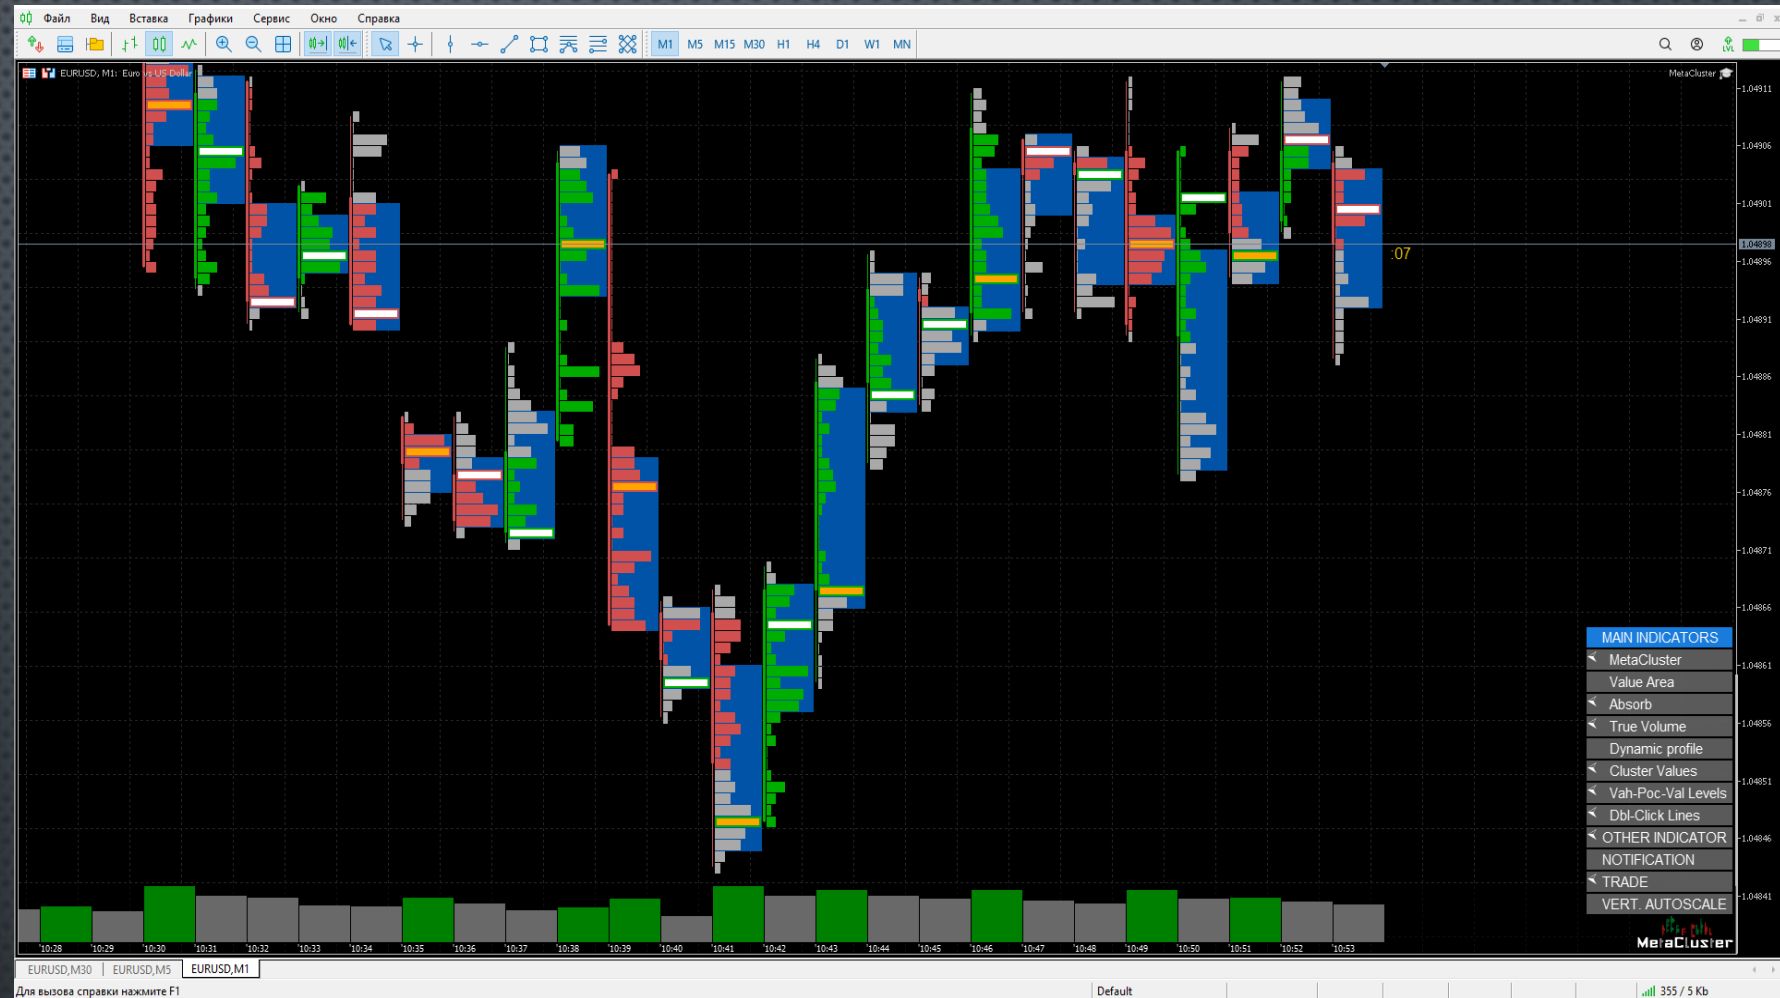 Файл Вид Вставка Графики Сервис Окно Справка
M1 M5 M15 M30 H1 H4 D1 W1 MN
LVL
EURUSD, M1: Euro vs US Dollar
MetaCluster
1.04911
1.04906
1.04901
1.04898
:07
1.04896
1.04891
1.04886
1.04881
1.04876
1.04871
1.04866
1.04861
1.04856
1.04851
1.04846
1.04841
MAIN INDICATORS
MetaCluster
Value Area
Absorb
True Volume
Dynamic profile
Cluster Values
Vah-Poc-Val Levels
Dbl-Click Lines
OTHER INDICATOR
NOTIFICATION
TRADE
VERT. AUTOSCALE
MetaCluster
10:28 10:29 10:30 10:31 10:32 10:33 10:34 10:35 10:36 10:37 10:38 10:39 10:40 10:41 10:42 10:43 10:44 10:45 10:46 10:47 10:48 10:49 10:50 10:51 10:52 10:53
EURUSD,M30 EURUSD,M5 EURUSD,M1
Для вызова справки нажмите F1 Default 355 / 5 Kb